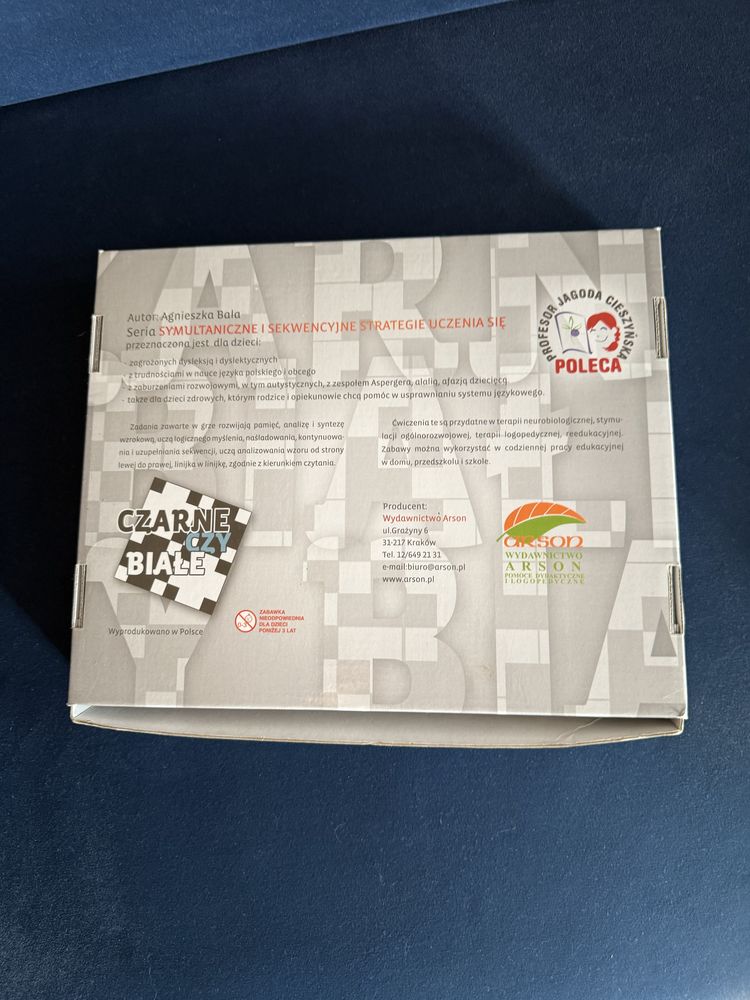 Autor: Agnieszka Bala
Seria SYMULTANICZNE I SEKWENCYJNE STRATEGIE UCZENIA SIĘ
przeznaczona jest dla dzieci:
- zagrożonych dysleksją i dyslektycznych
- z trudnościami w nauce języka polskiego i obcego
- z zaburzeniami rozwojowymi, w tym autystycznych, z zespołem Aspergera, alalią, afazją dziecięcą
- także dla dzieci zdrowych, którym rodzice i opiekunowie chcą pomóc w usprawnianiu systemu językowego.
PROFESOR JAGODA CIESZYŃSKA
POLECA
Zadania zawarte w grze rozwijają pamięć, analizę i syntezę
wzrokową, uczą logicznego myślenia, naśladowania, kontynuowa-
nia i uzupełniania sekwencji, uczą analizowania wzoru od strony
lewej do prawej, linijka w linijkę, zgodnie z kierunkiem czytania.
Ćwiczenia te są przydatne w terapii neurobiologicznej, stymu-
lacji ogólnorozwojowej, terapii logopedycznej, reedukacyjnej.
Zabawy można wykorzystać w codziennej pracy edukacyjnej
w domu, przedszkolu i szkole.
CZARNE
CZY
BIAŁE
Wyprodukowano w Polsce
0-3
ZABAWKA
NIEODPOWIEDNIA
DLA DZIECI
PONIŻEJ 3 LAT
Producent:
Wydawnictwo Arson
ul.Grażyny 6
31-217 Kraków
Tel. 12/649 21 31
e-mail:biuro@arson.pl
www.arson.pl
arson
WYDAWNICTWO
ARSON
POMOCE DYDAKTYCZNE
I LOGOPEDYCZNE